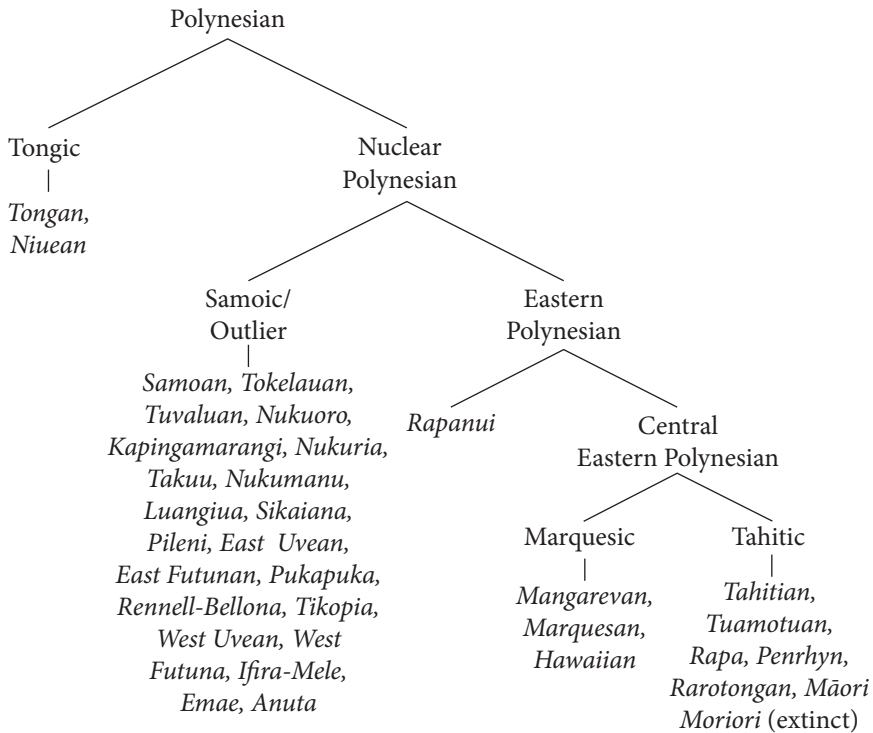 Polynesian
Tongic
Nuclear
Polynesian
Tongan,
Niuean
Samoic/
Outlier
Eastern
Polynesian
Samoan, Tokelauan,
Tuvaluan, Nukuoro,
Kapingamarangi, Nukuria,
Takuu, Nukumanu,
Luangiua, Sikaiana,
Pileni, East Uvean,
East Futunan, Pukapuka,
Rennell-Bellona, Tikopia,
West Uvean, West
Futuna, Ifira-Mele,
Emae, Anuta
Rapanui
Central
Eastern Polynesian
Marquesic
Tahitic
Mangarevan,
Marquesan,
Hawaiian
Tahitian,
Tuamotuan,
Rapa, Penrhyn,
Rarotongan, Māori
Moriori (extinct)